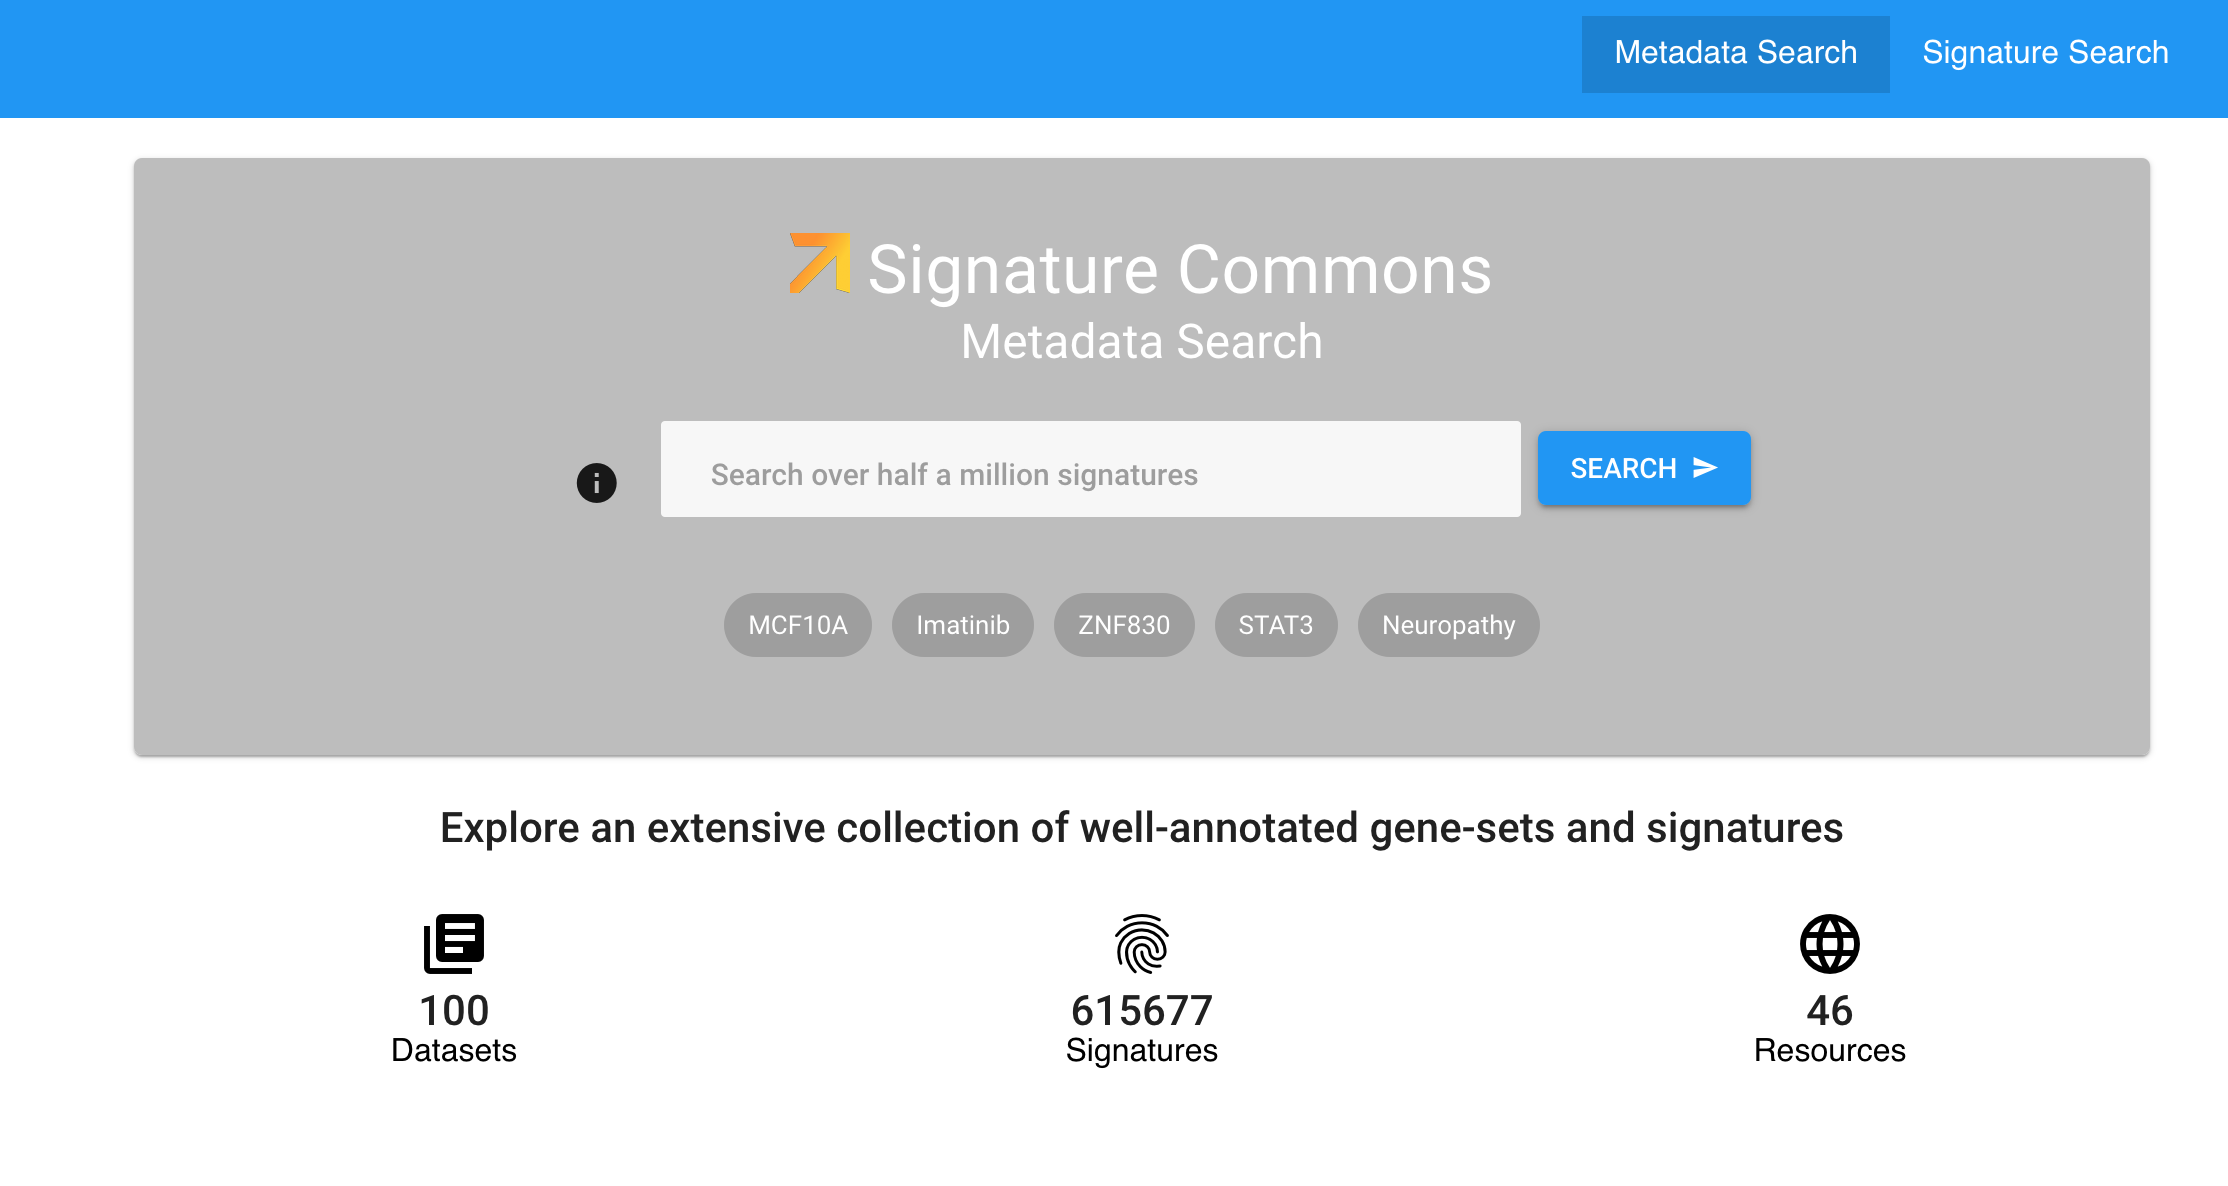 Metadata Search Signature Search
Signature Commons
Metadata Search
i
Search over half a million signatures
SEARCH
MCF10A Imatinib ZNF830 STAT3 Neuropathy
Explore an extensive collection of well-annotated gene-sets and signatures
100 615677 46
Datasets Signatures Resources